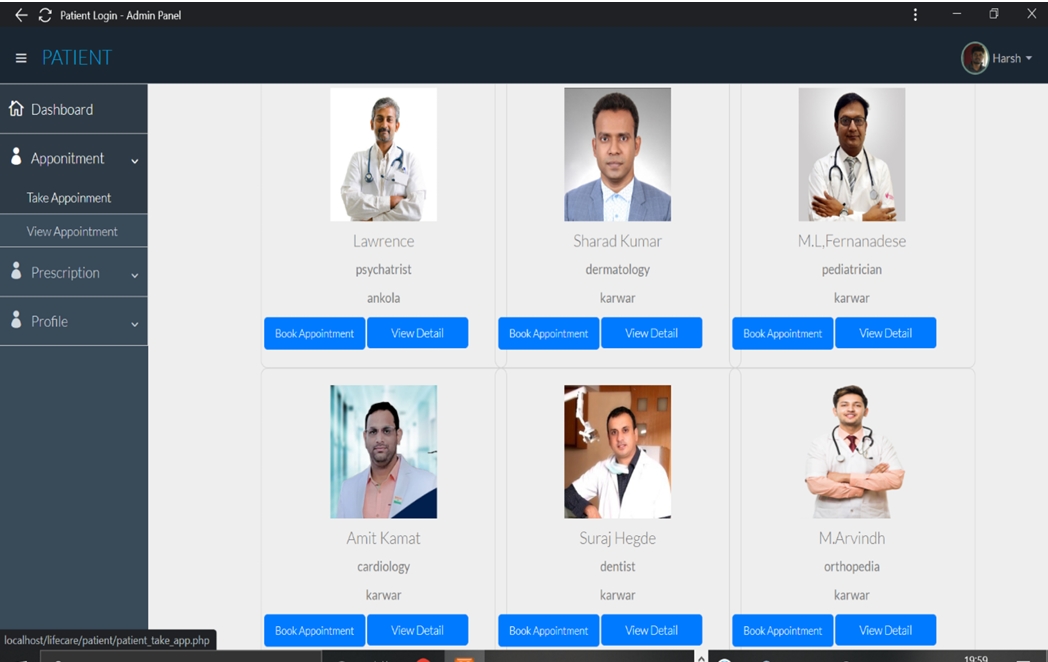 Patient Login - Admin Panel
PATIENT
Harsh
Dashboard
Apponitment
Take Appoinment
View Appointment
Prescription
Profile
Lawrence
psychatrist
ankola
Book Appointment
View Detail
Sharad Kumar
dermatology
karwar
Book Appointment
View Detail
M.L,Fernanadese
pediatrician
karwar
Book Appointment
View Detail
Amit Kamat
cardiology
karwar
Book Appointment
View Detail
Suraj Hegde
dentist
karwar
Book Appointment
View Detail
M.Arvindh
orthopedia
karwar
Book Appointment
View Detail
localhost/lifecare/patient/patient_take_app.php
19:59